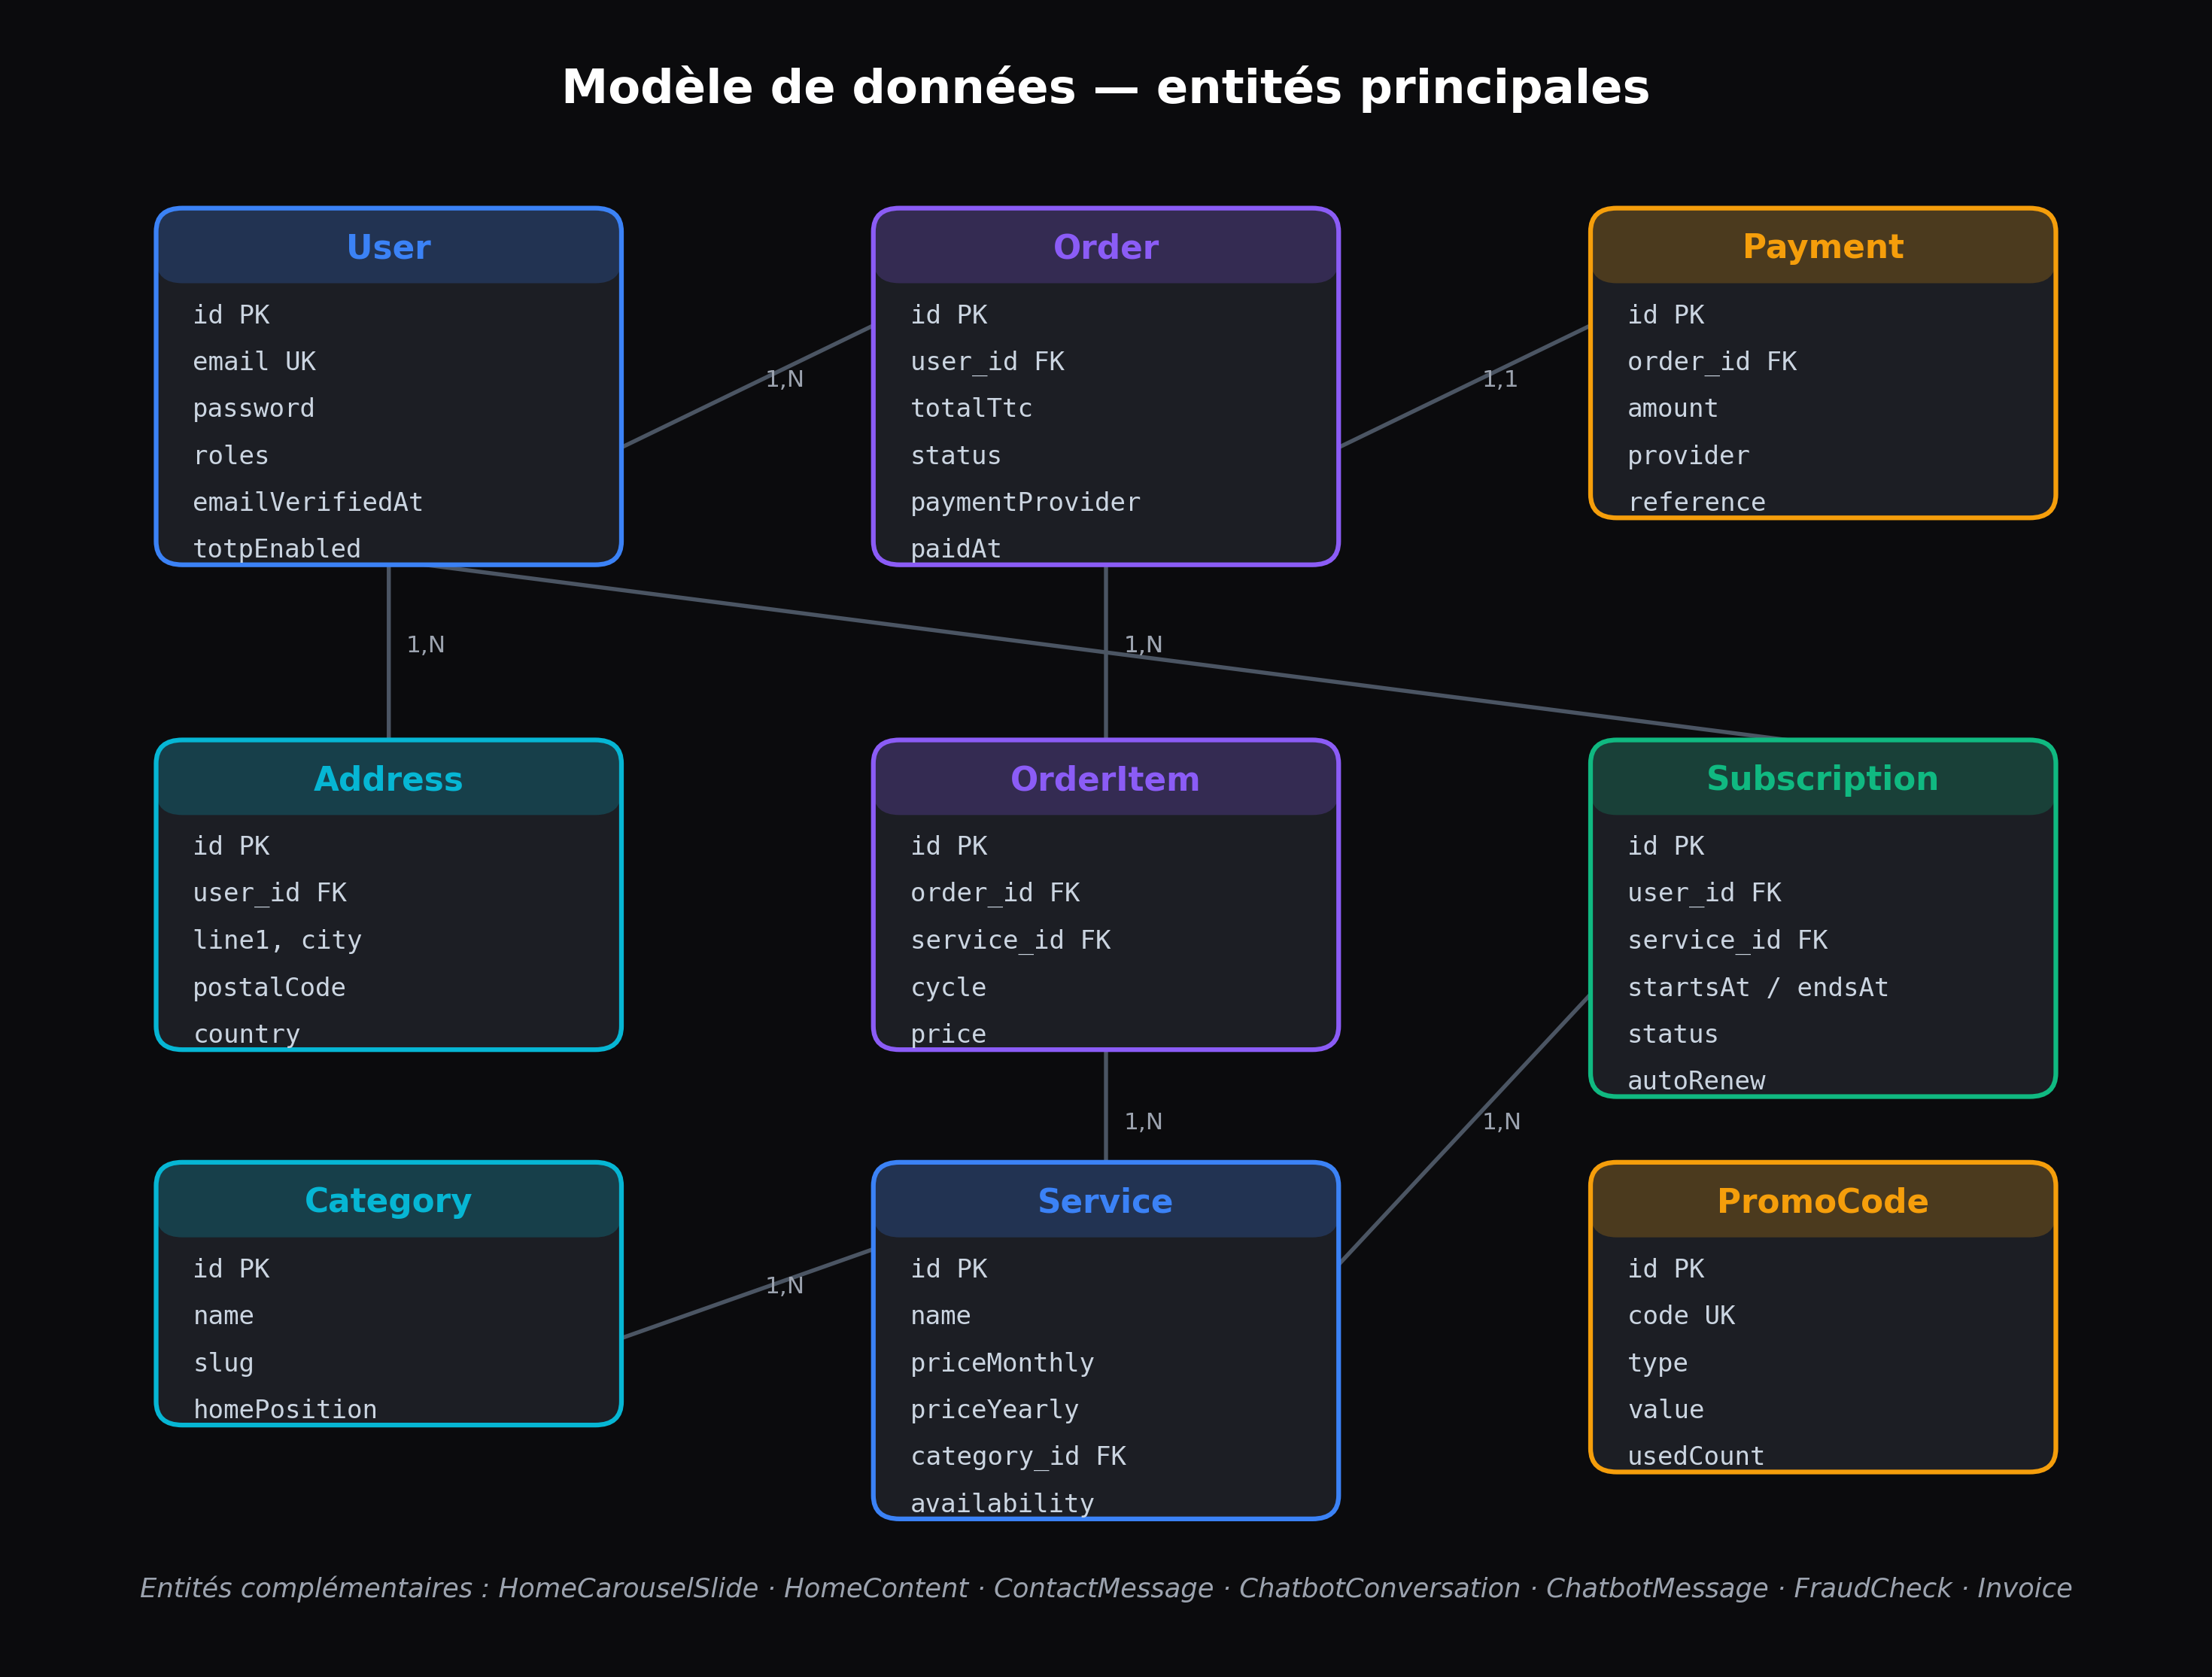 Modèle de données — entités principales
User
id PK
email UK
password
roles
emailVerifiedAt
totpEnabled
1,N
Order
id PK
user_id FK
totalTtc
status
paymentProvider
paidAt
1,1
Payment
id PK
order_id FK
amount
provider
reference
1,N
1,N
Address
id PK
user_id FK
line1, city
postalCode
country
OrderItem
id PK
order_id FK
service_id FK
cycle
price
Subscription
id PK
user_id FK
service_id FK
startsAt / endsAt
status
autoRenew
1,N
1,N
Category
id PK
name
slug
homePosition
1,N
Service
id PK
name
priceMonthly
priceYearly
category_id FK
availability
PromoCode
id PK
code UK
type
value
usedCount
Entités complémentaires : HomeCarouselSlide · HomeContent · ContactMessage · ChatbotConversation · ChatbotMessage · FraudCheck · Invoice